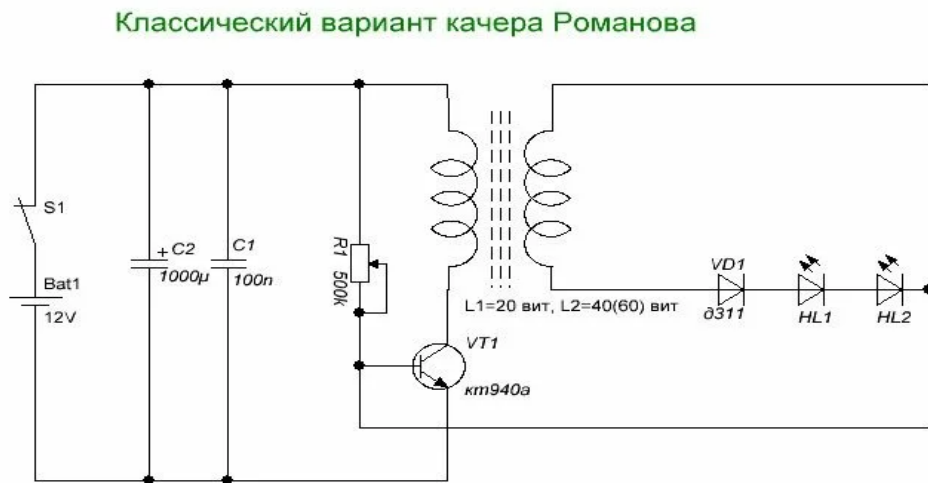 Классический вариант качера Романова
S1
Bat1
12V
+ C2
1000µ
C1
100n
R1 500k
L1=20 вит, L2=40(60) вит
VT1
кт940а
VD1
д311
HL1
HL2